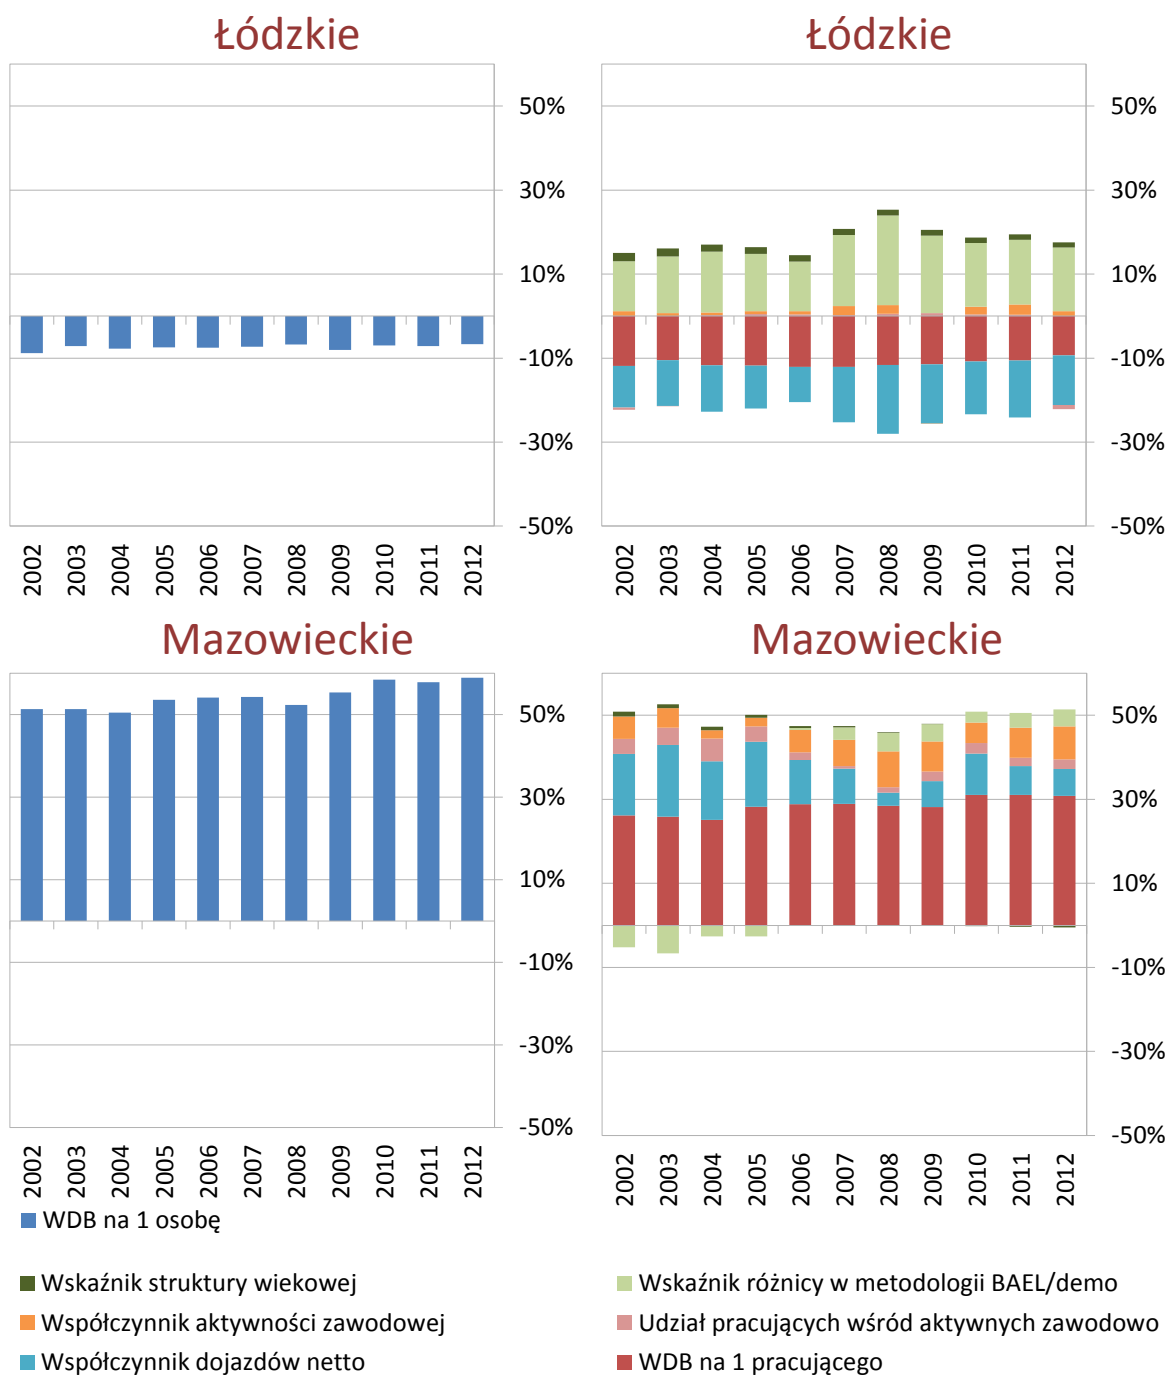 Łódzkie
Łódzkie
50%
30%
10%
-10%
-30%
-50%
2002 2003 2004 2005 2006 2007 2008 2009 2010 2011 2012
50%
30%
10%
-10%
-30%
-50%
2002 2003 2004 2005 2006 2007 2008 2009 2010 2011 2012
Mazowieckie
Mazowieckie
50%
30%
10%
-10%
-30%
-50%
2002 2003 2004 2005 2006 2007 2008 2009 2010 2011 2012
50%
30%
10%
-10%
-30%
-50%
2002 2003 2004 2005 2006 2007 2008 2009 2010 2011 2012
WDB na 1 osobę
Wskaźnik struktury wiekowej
Wskaźnik różnicy w metodologii BAEL/demo
Współczynnik aktywności zawodowej
Udział pracujących wśród aktywnych zawodowo
Współczynnik dojazdów netto
WDB na 1 pracującego